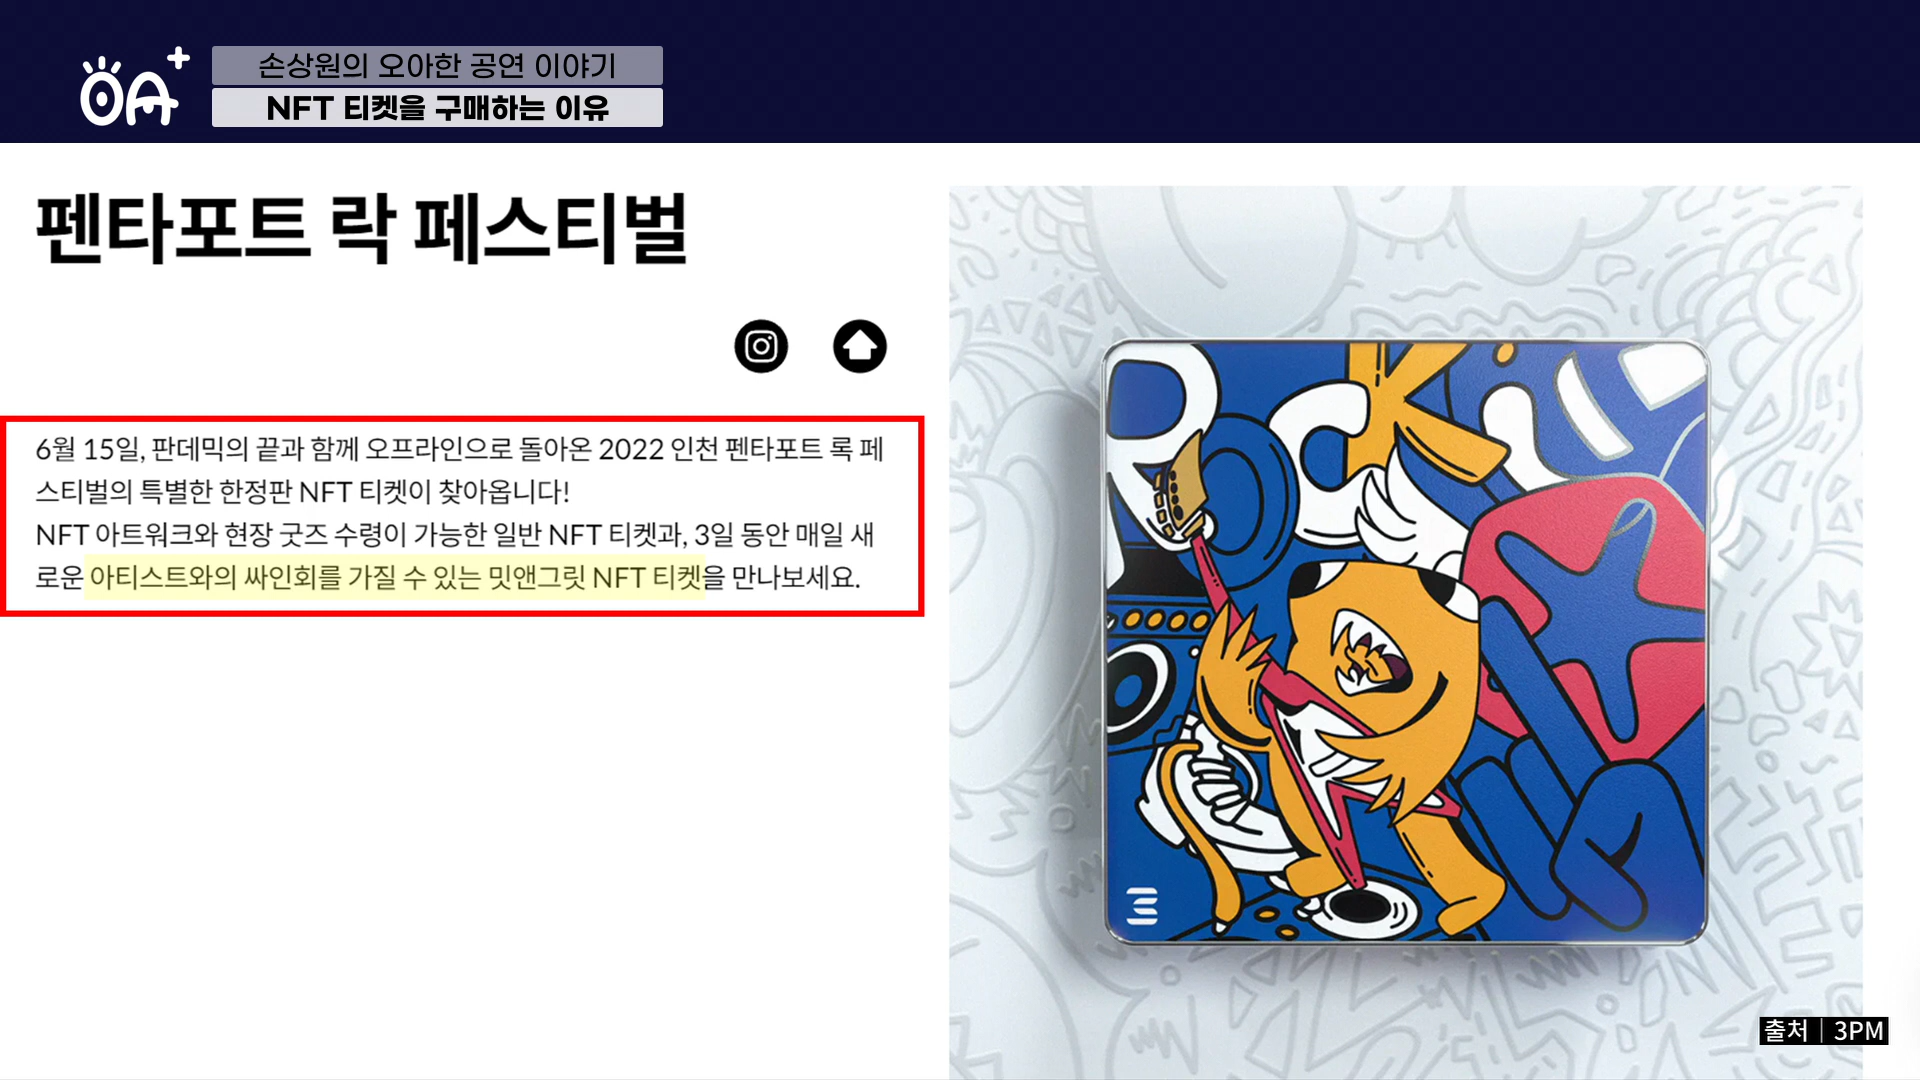 ÖA+
손상원의 오아한 공연 이야기
NFT 티켓을 구매하는 이유
펜타포트 락 페스티벌
6월 15일, 판데믹의 끝과 함께 오프라인으로 돌아온 2022 인천 펜타포트 록 페
스티벌의 특별한 한정판 NFT 티켓이 찾아옵니다!
NFT 아트워크와 현장 굿즈 수령이 가능한 일반 NFT 티켓과, 3일 동안 매일 새
로운 아티스트와의 싸인회를 가질 수 있는 밋앤그릿 NFT 티켓을 만나보세요.
출처 | 3PM